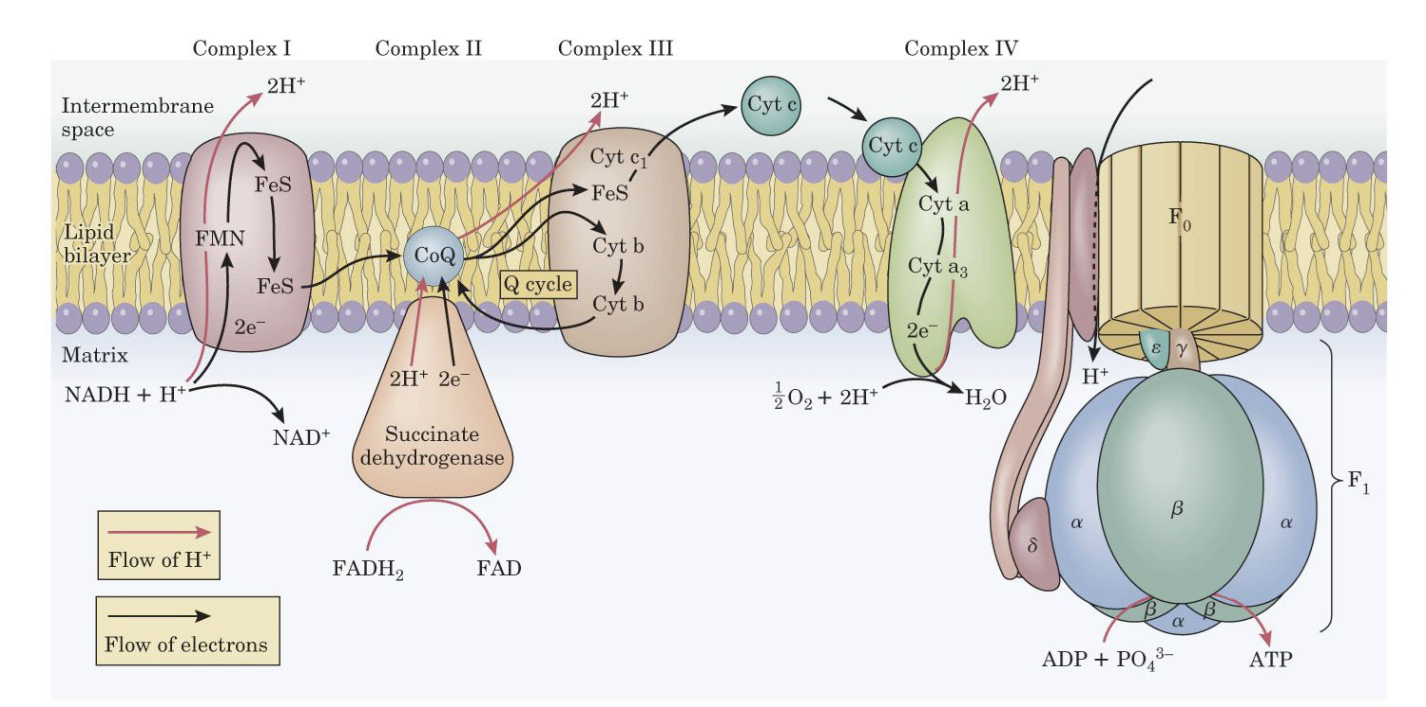 Complex I
Complex II
Complex III
Complex IV
Intermembrane
space
2H⁺
2H⁺
Cyt c
Cyt c
2H⁺
Cyt c₁
FeS
FeS
Cyt a
Lipid
bilayer
FMN
CoQ
Cyt b
F₀
Cyt a₃
FeS
Q cycle
Cyt b
2e⁻
2e⁻
Matrix
ε
γ
NADH + H⁺
2H⁺
2e⁻
½O₂ + 2H⁺
H₂O
H⁺
NAD⁺
Succinate
dehydrogenase
F₁
α
β
α
δ
Flow of H⁺
FADH₂
FAD
β
α
β
Flow of electrons
ADP + PO₄³⁻
ATP